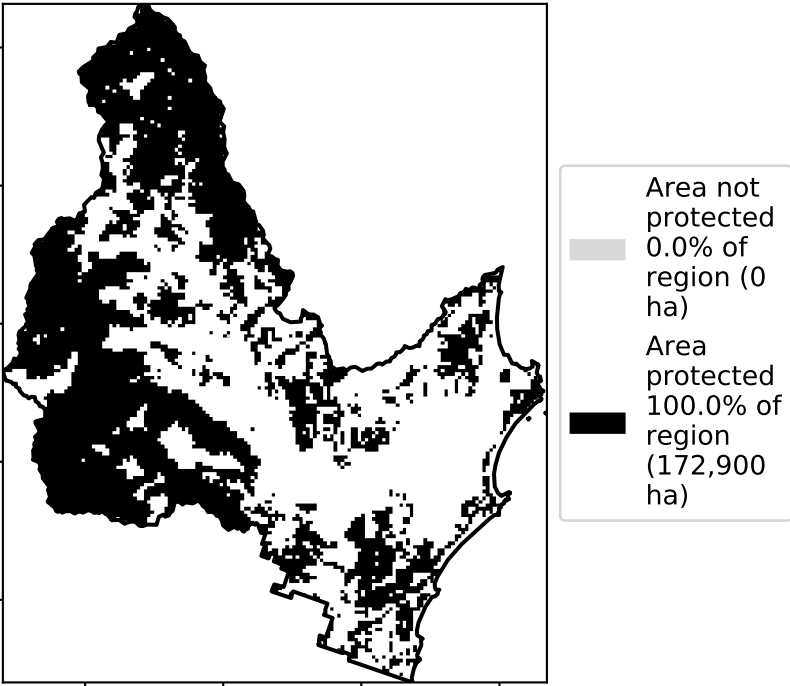 Area not
protected
0.0% of
region (0
ha)
Area
protected
100.0% of
region
(172,900
ha)